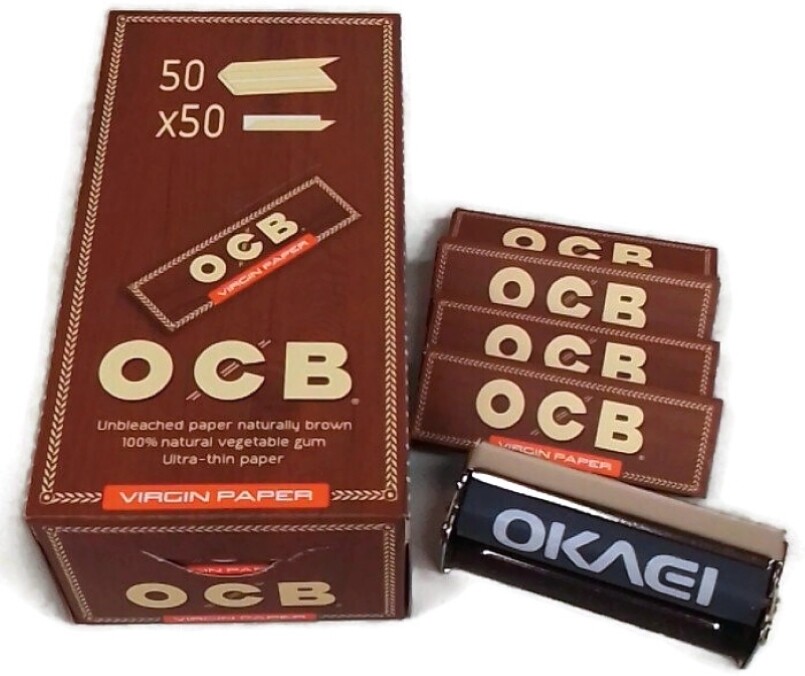 50
x50
OCB
VIRGIN PAPER
OCB
Unbleached paper naturally brown
100% natural vegetable gum
Ultra-thin paper
VIRGIN PAPER
OCB
OCB
OCB
OCB
OCB
VIRGIN PAPER
OKAEI